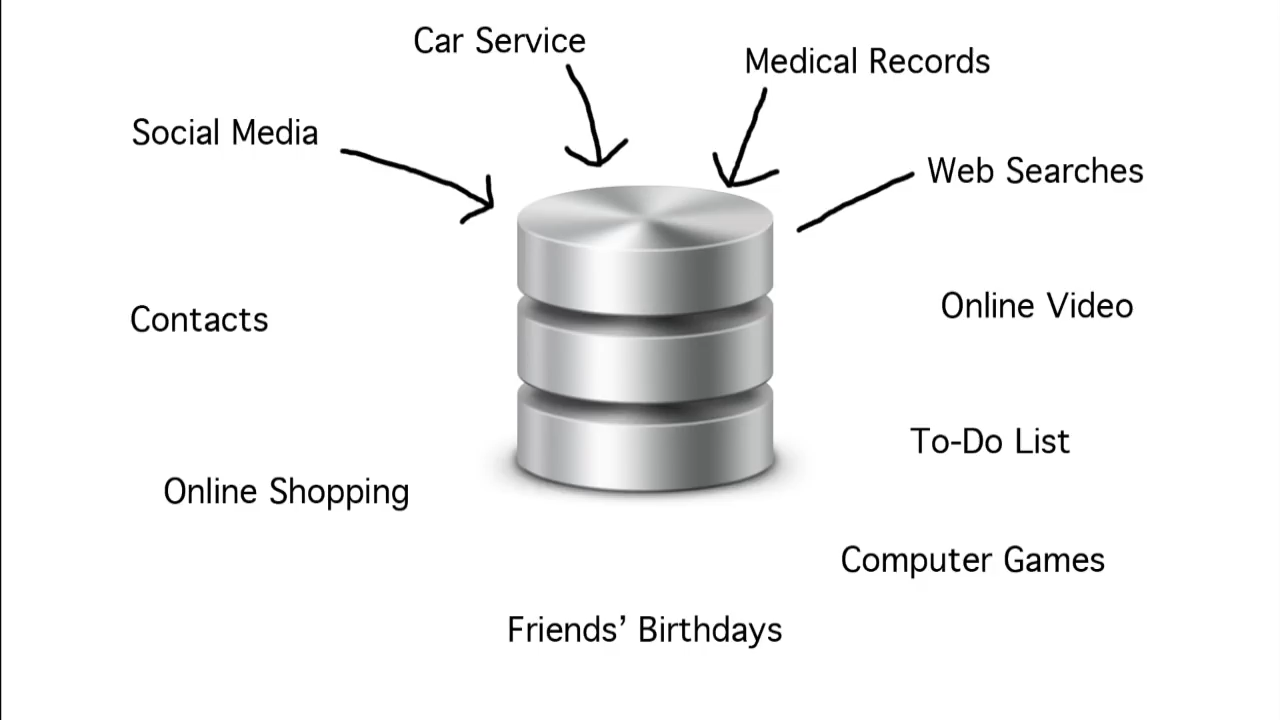 Car Service
Medical Records
Social Media
Web Searches
Online Video
Contacts
To-Do List
Online Shopping
Computer Games
Friends’ Birthdays